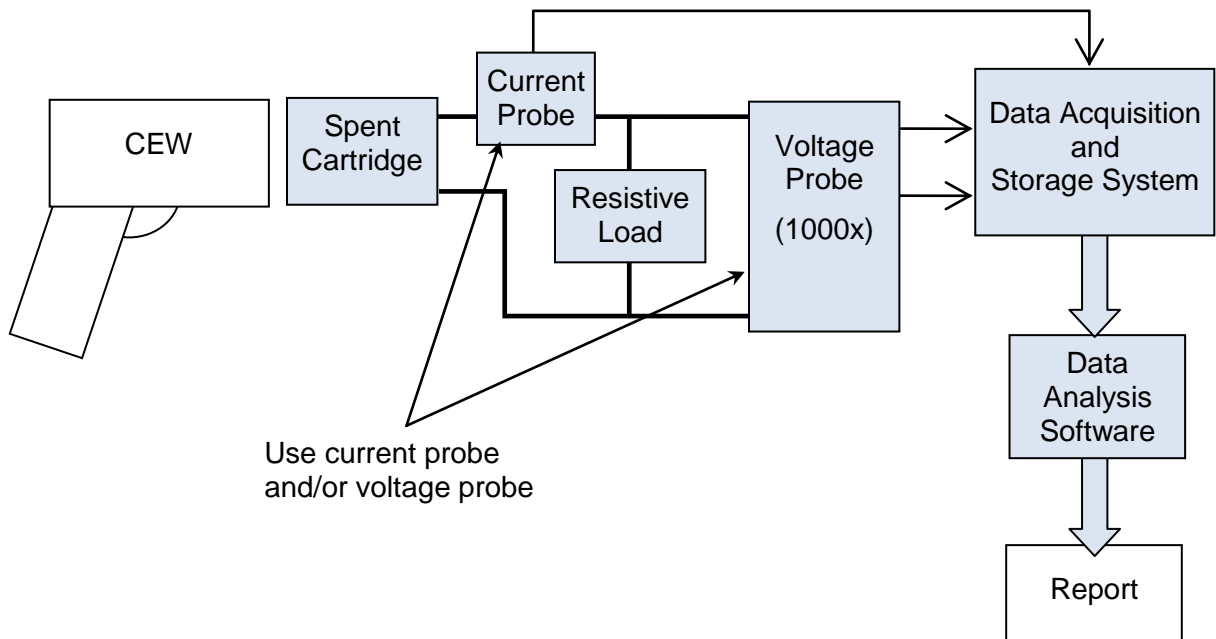 CEW
Spent
Cartridge
Current
Probe
Resistive
Load
Voltage
Probe
(1000x)
Data Acquisition
and
Storage System
Use current probe
and/or voltage probe
Data
Analysis
Software
Report